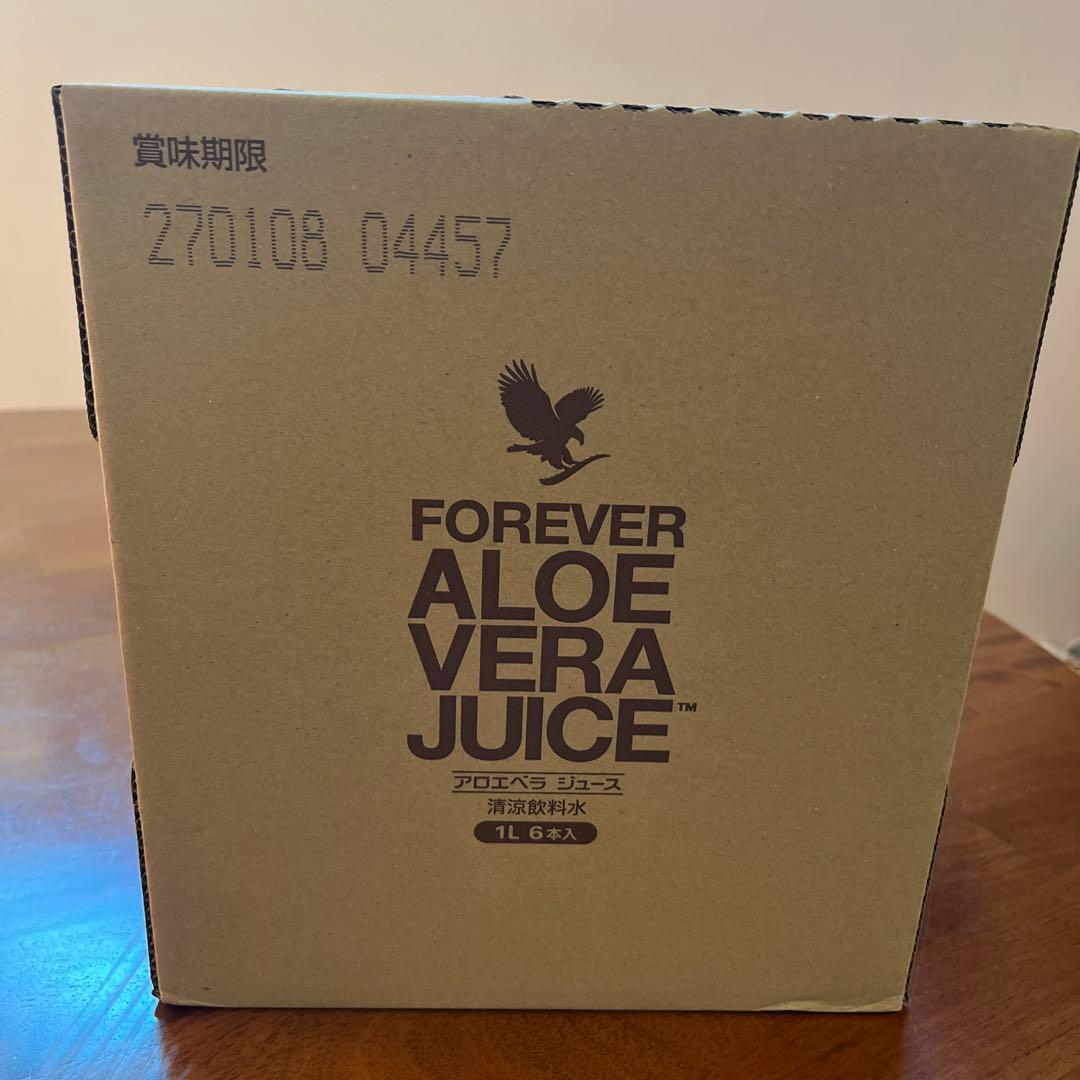 賞味期限
270108 04457
FOREVER
ALOE
VERA
JUICE™
アロエベラ ジュース
清涼飲料水
1L 6本入